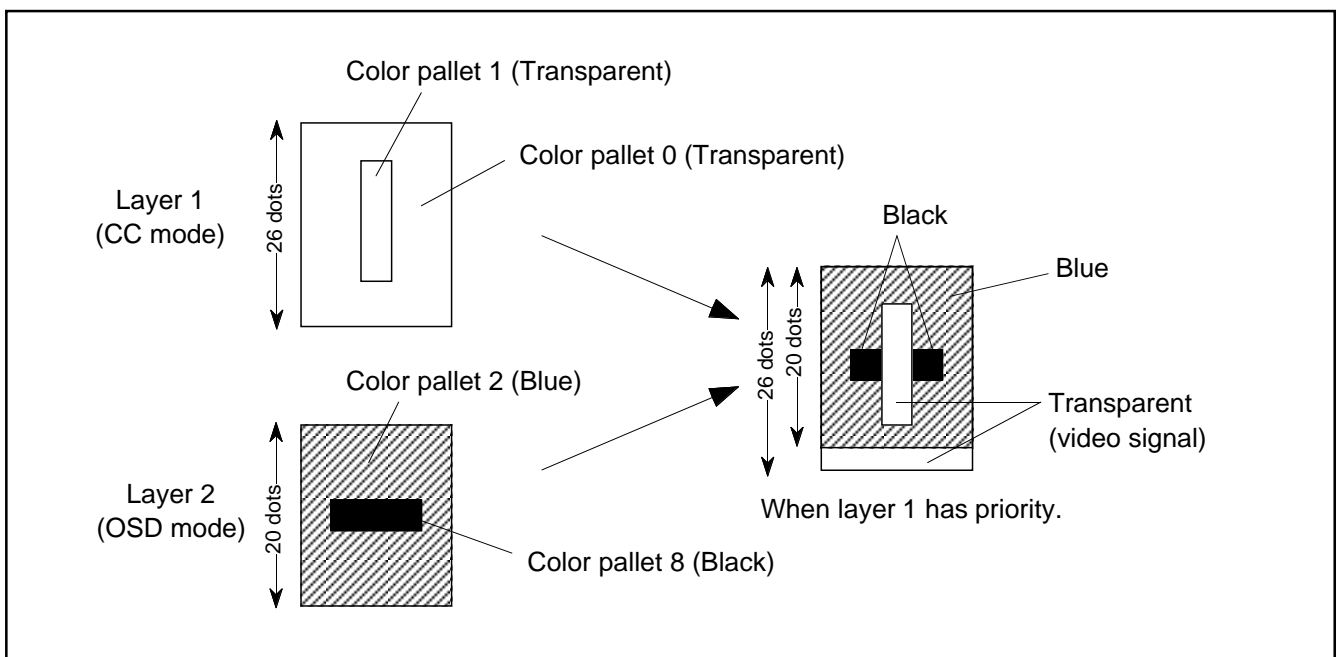 Color pallet 1 (Transparent)
Color pallet 0 (Transparent)
Layer 1
(CC mode)
26 dots
Color pallet 2 (Blue)
Layer 2
(OSD mode)
20 dots
Color pallet 8 (Black)
Black
Blue
26 dots
20 dots
Transparent
(video signal)
When layer 1 has priority.